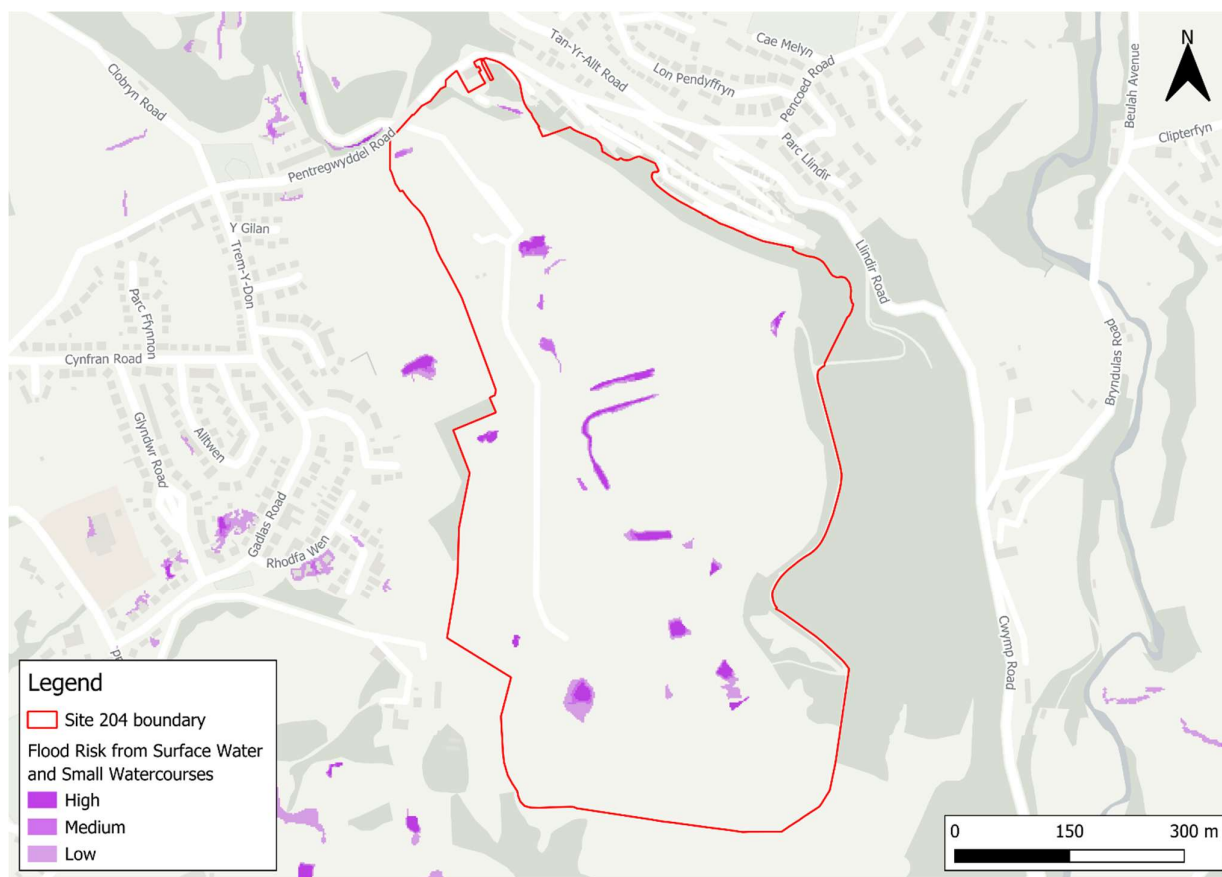 Clobryn Road
Tan-Yr-Allt Road
Cae Melyn
Lon Pendyffryn
Pencoed Road
Parc Llindir
Beulah Avenue
Clipterfyn
N
Pentregwyddel Road
Y Gilan
Trem-Y-Don
Parc Ffynnon
Cynfran Road
Glyndwr Road
Alltwen
Gadlas Road
Rhodfa Wen
Llindir Road
Bryndulas Road
Cwymp Road
Legend
Site 204 boundary
Flood Risk from Surface Water
and Small Watercourses
High
Medium
Low
0 150 300 m